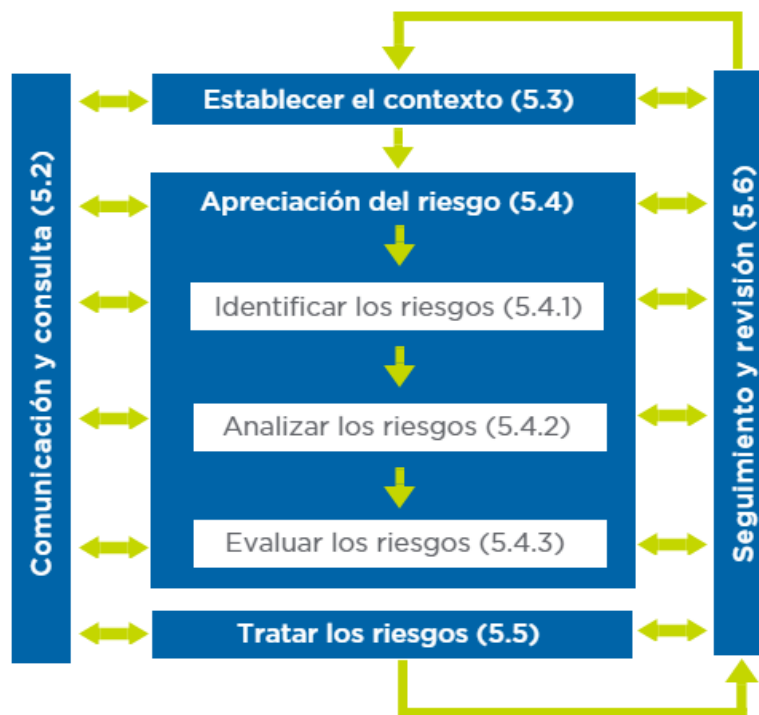 Establecer el contexto (5.3)
Comunicación y consulta (5.2)
Apreciación del riesgo (5.4)
Identificar los riesgos (5.4.1)
Analizar los riesgos (5.4.2)
Evaluar los riesgos (5.4.3)
Tratar los riesgos (5.5)
Seguimiento y revisión (5.6)